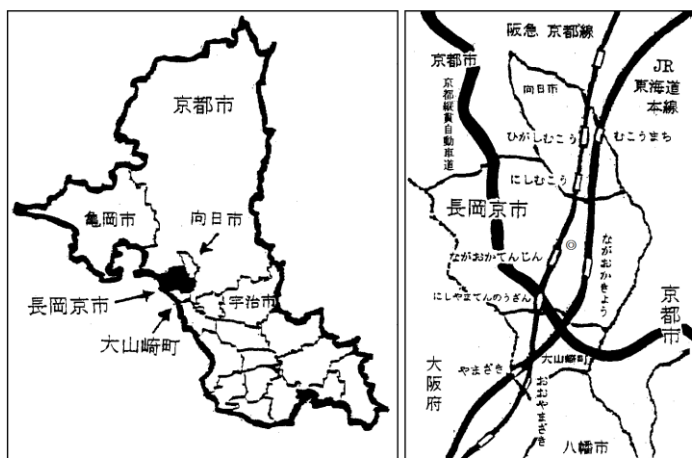 京都市
亀岡市
向日市
長岡京市
宇治市
大山崎町
阪急 京都線
京都市
JR
東海道
本線
向日市
京都縦貫自動車道
ひがしむこう
むこうまち
にしむこう
長岡京市
ながおかてんじん
ながおかきょう
にしやまてんのうざん
京都市
大阪府
やまざき
大山崎町
おおやまざき
八幡市